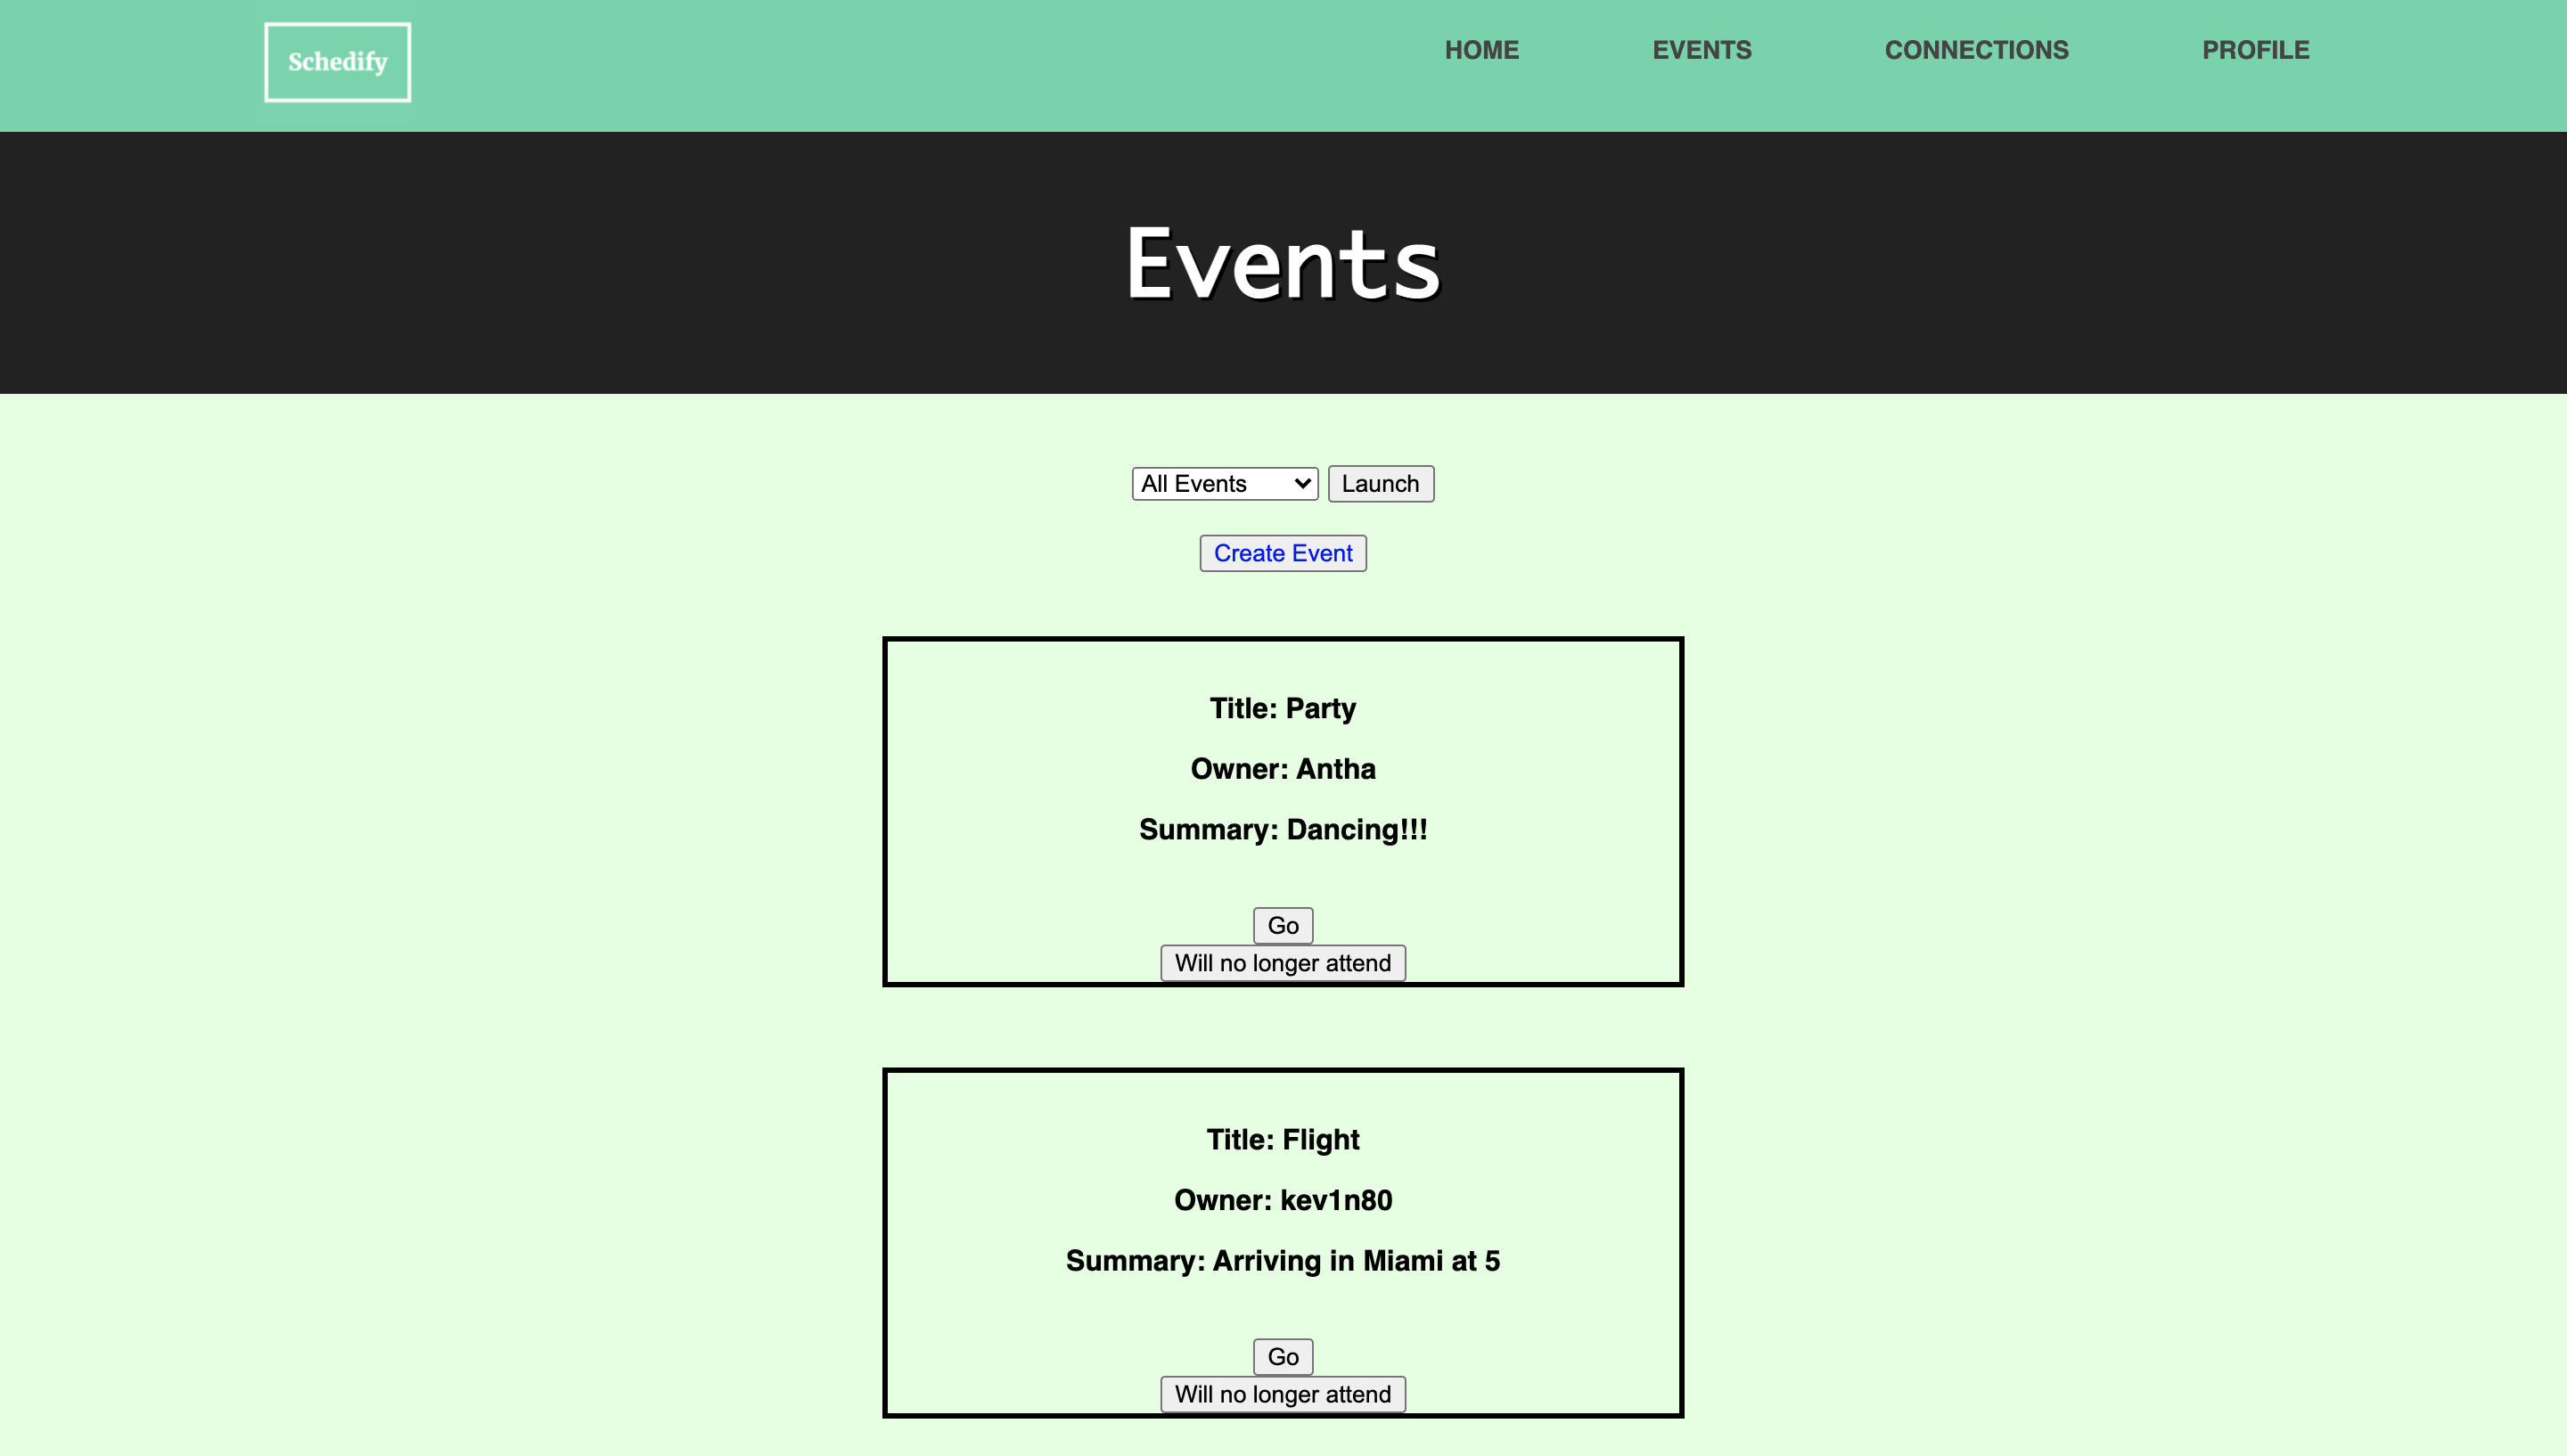 Schedify
HOME EVENTS CONNECTIONS PROFILE
Events
All Events Launch
Create Event
Title: Party
Owner: Antha
Summary: Dancing!!!
Go
Will no longer attend
Title: Flight
Owner: kev1n80
Summary: Arriving in Miami at 5
Go
Will no longer attend